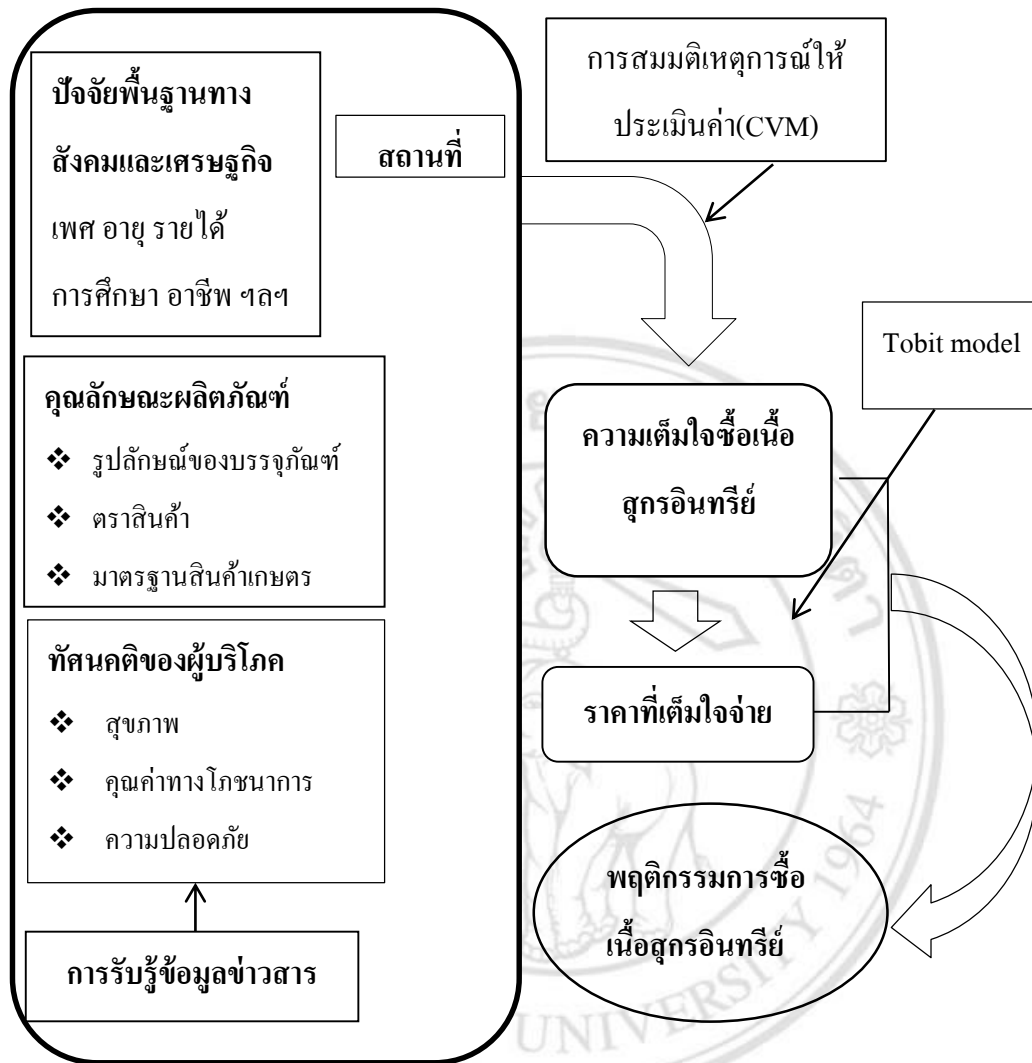 ปัจจัยพื้นฐานทาง
สังคมและเศรษฐกิจ
เพศ อายุ รายได้
การศึกษา อาชีพ ฯลฯ
สถานที่
คุณลักษณะผลิตภัณฑ์
❖ รูปลักษณ์ของบรรจุภัณฑ์
❖ ตราสินค้า
❖ มาตรฐานสินค้าเกษตร
ทัศนคติของผู้บริโภค
❖ สุขภาพ
❖ คุณค่าทางโภชนาการ
❖ ความปลอดภัย
การรับรู้ข้อมูลข่าวสาร
การสมมติเหตุการณ์ให้
ประเมินค่า(CVM)
Tobit model
ความเต็มใจซื้อเนื้อ
สุกรอินทรีย์
ราคาที่เต็มใจจ่าย
พฤติกรรมการซื้อ
เนื้อสุกรอินทรีย์
UNIVERSITY 1964